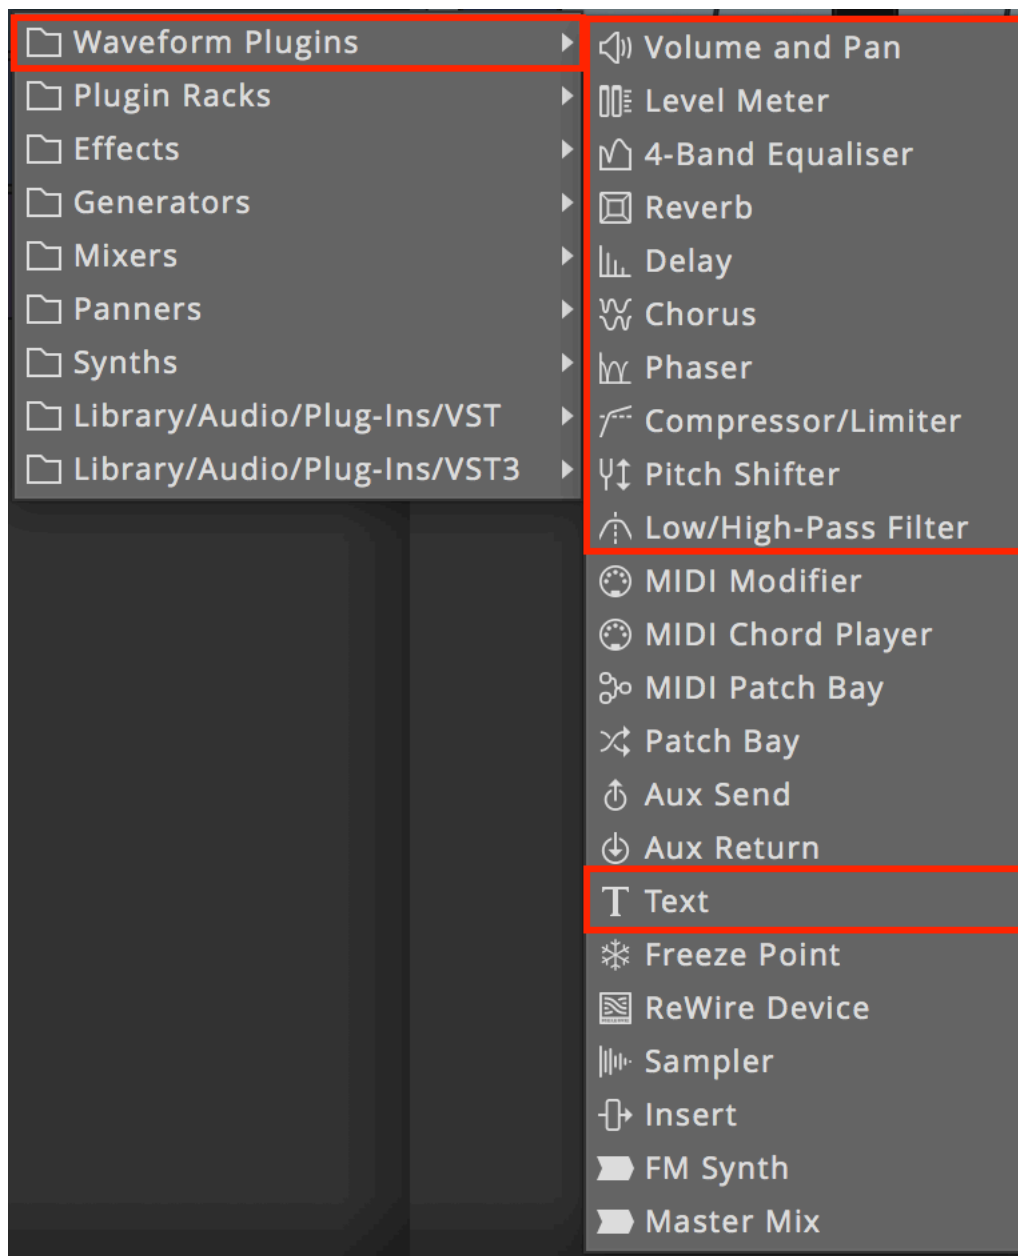 Waveform Plugins
Plugin Racks
Effects
Generators
Mixers
Panners
Synths
Library/Audio/Plug-Ins/VST
Library/Audio/Plug-Ins/VST3
Volume and Pan
Level Meter
4-Band Equaliser
Reverb
Delay
Chorus
Phaser
Compressor/Limiter
Pitch Shifter
Low/High-Pass Filter
MIDI Modifier
MIDI Chord Player
MIDI Patch Bay
Patch Bay
Aux Send
Aux Return
Text
Freeze Point
ReWire Device
Sampler
Insert
FM Synth
Master Mix